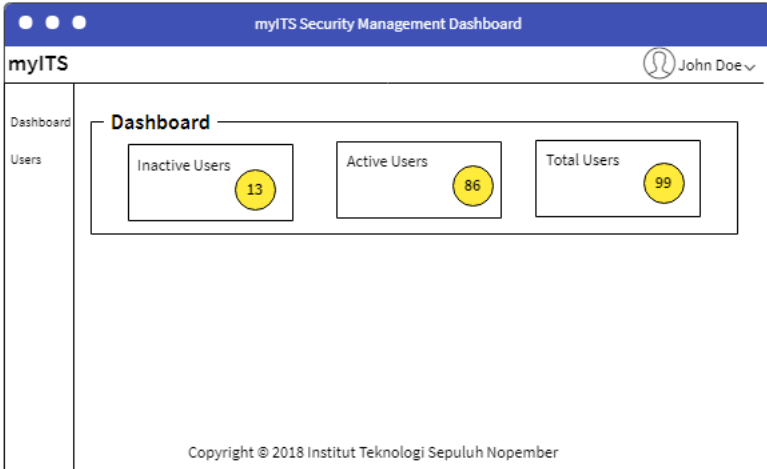 myITS Security Management Dashboard
myITS
John Doe
Dashboard
Users
Dashboard
Inactive Users
13
Active Users
86
Total Users
99
Copyright © 2018 Institut Teknologi Sepuluh Nopember